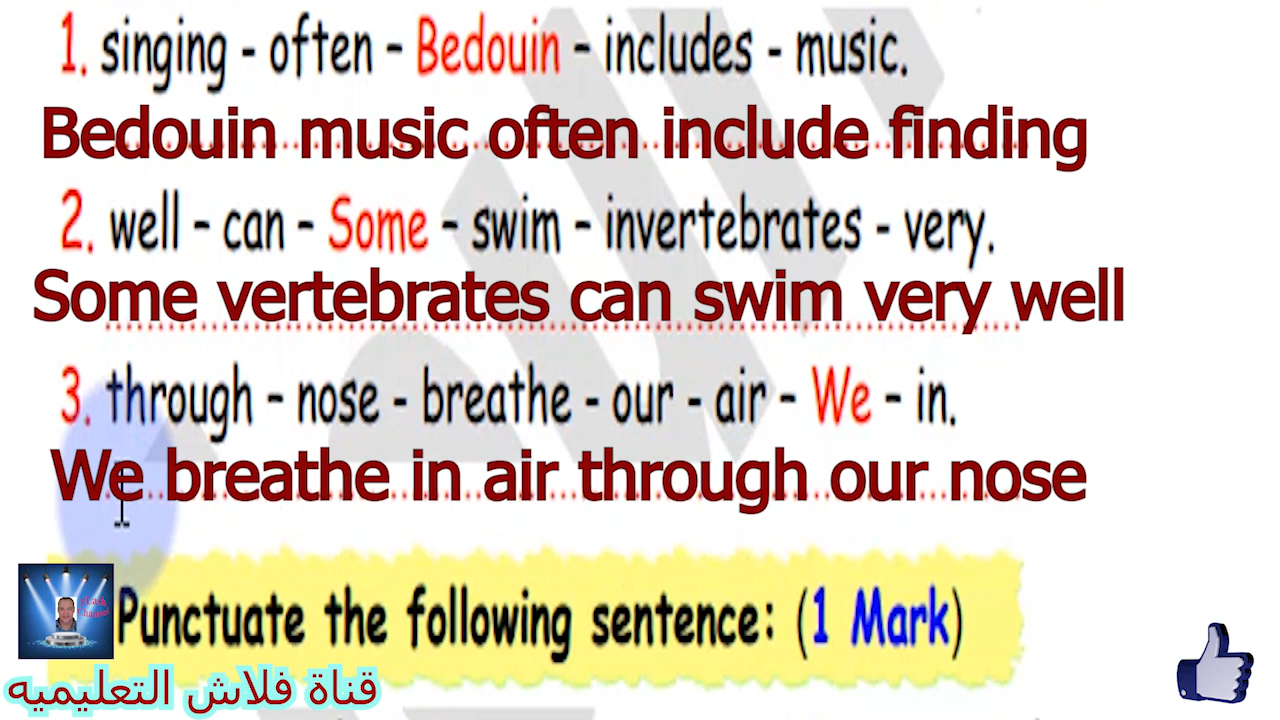 1. singing - often – Bedouin – includes - music.
Bedouin music often include finding
2. well – can – Some – swim – invertebrates - very.
Some vertebrates can swim very well
3. through – nose - breathe - our - air – We – in.
We breathe in air through our nose
Punctuate the following sentence: (1 Mark)
Flash Channel
قناة فلاش التعليميه